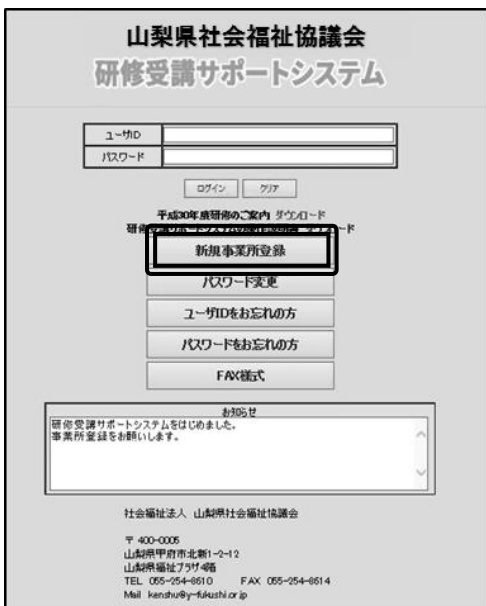 山梨県社会福祉協議会
研修受講サポートシステム
ユーザID
パスワード
ログイン クリア
平成30年度研修のご案内 ダウンロード
新規事業所登録
パスワード変更
ユーザIDをお忘れの方
パスワードをお忘れの方
FAX様式
お知らせ
研修受講サポートシステムをはじめました。
事業所登録をお願いします。
社会福祉法人 山梨県社会福祉協議会
〒 400-0005
山梨県甲府市北新1-2-12
山梨県福祉プラザ4階
TEL 055-254-8610 FAX 055-254-8614
Mail kenshu@y-fukushi.or.jp